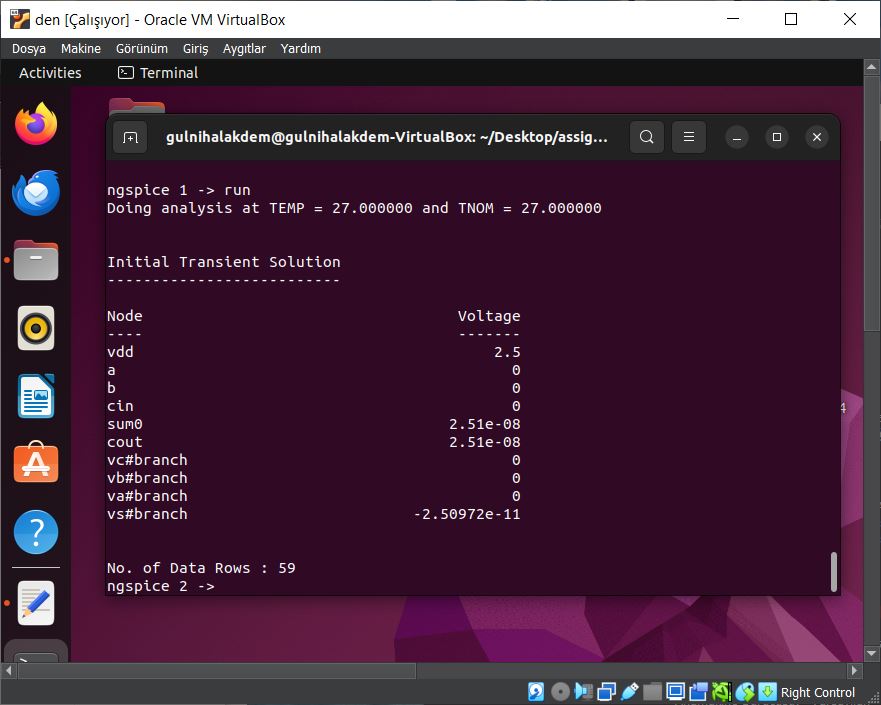 den [Çalışıyor] - Oracle VM VirtualBox
Dosya Makine Görünüm Giriş Aygıtlar Yardım
Activities Terminal
gulnihalakdem@gulnihalakdem-VirtualBox: ~/Desktop/assig...
ngspice 1 -> run
Doing analysis at TEMP = 27.000000 and TNOM = 27.000000
Initial Transient Solution
--------------------------
Node Voltage
---- -------
vdd 2.5
a 0
b 0
cin 0
sum0 2.51e-08
cout 2.51e-08
vc#branch 0
vb#branch 0
va#branch 0
vs#branch -2.50972e-11
No. of Data Rows : 59
ngspice 2 ->
4
Right Control